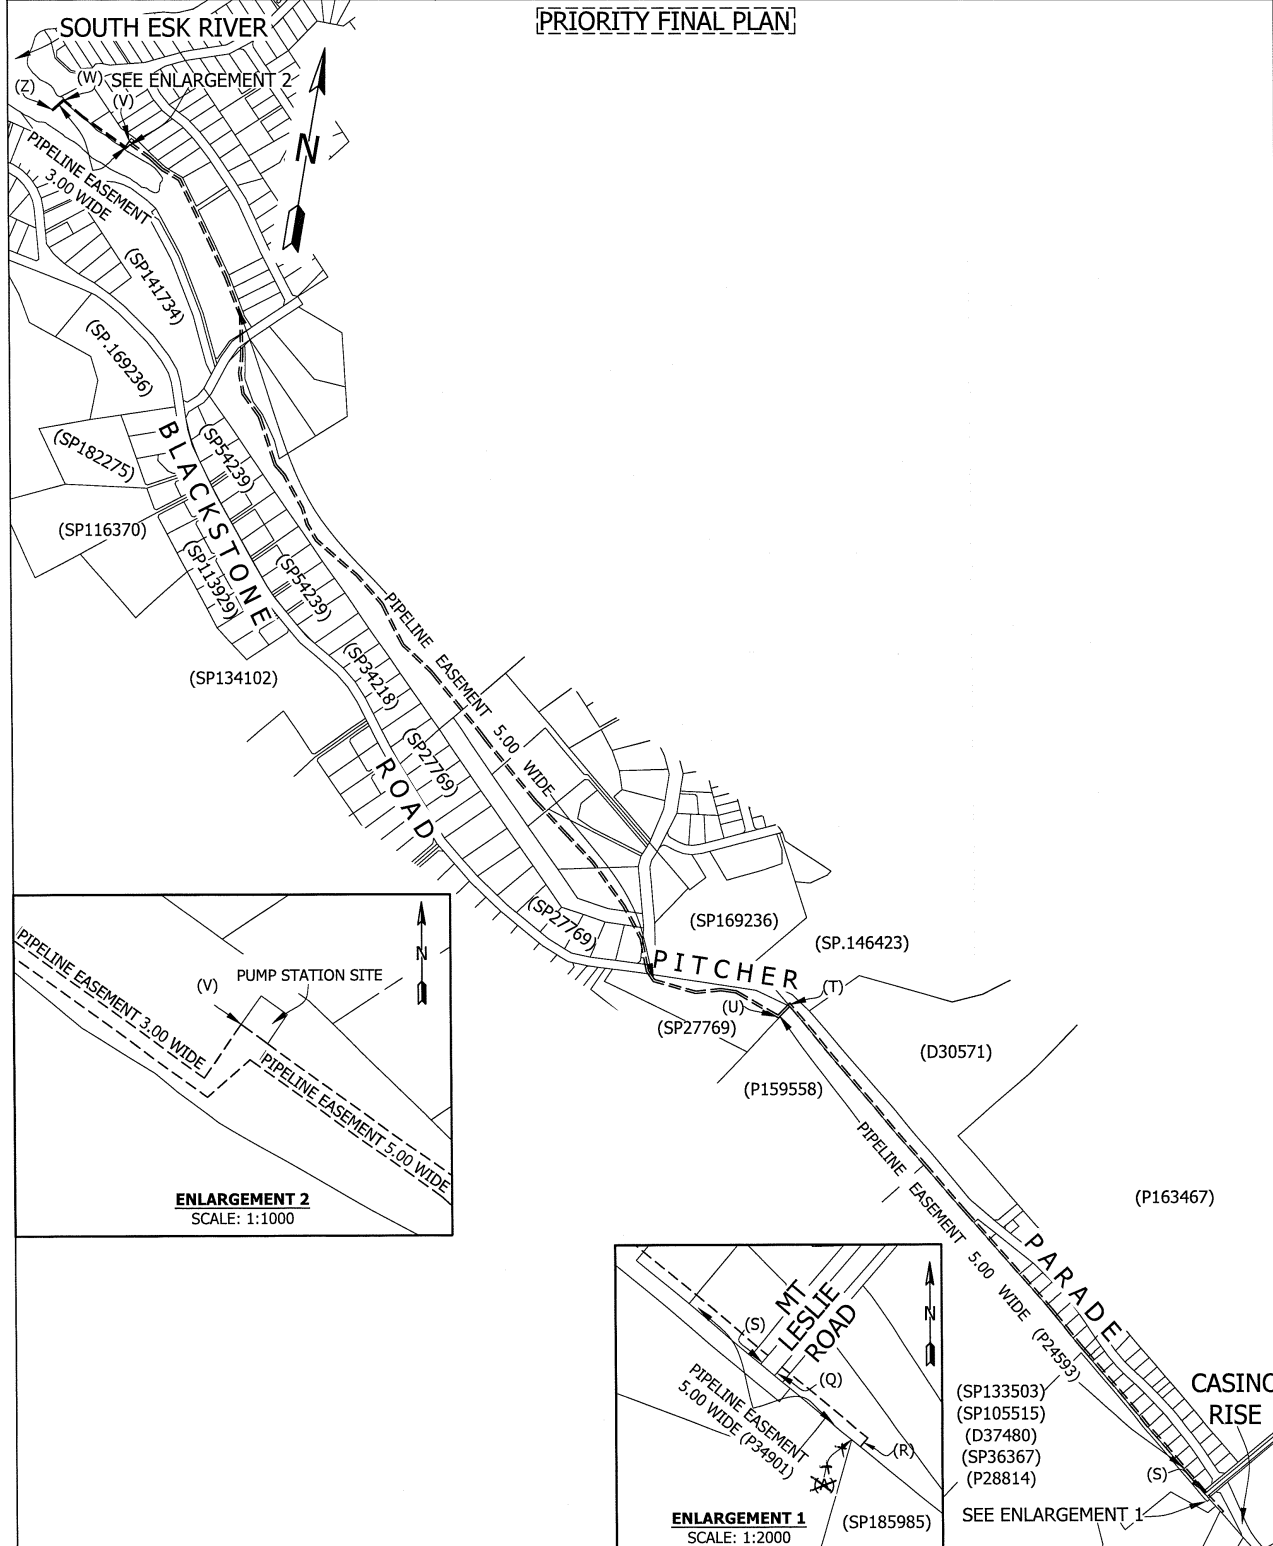 PRIORITY FINAL PLAN
SOUTH ESK RIVER
(Z)
(W)
SEE ENLARGEMENT 2
(V)
N
PIPELINE EASEMENT
3.00 WIDE
(SP141734)
(SP.169236)
BLACKSTONE
(SP54239)
(SP182275)
(SP116370)
(SP113929)
(SP54239)
PIPELINE EASEMENT 5.00 WIDE
(SP134102)
(SP34218)
(SP27769)
ROAD
(SP27769)
(SP169236)
(SP.146423)
PITCHER
(T)
(U)
(SP27769)
(D30571)
(P159558)
PIPELINE EASEMENT 5.00 WIDE (P24593)
(P163467)
PARADE
CASINO
RISE
(SP133503)
(SP105515)
(D37480)
(SP36367)
(P28814)
(S)
SEE ENLARGEMENT 1
PIPELINE EASEMENT 3.00 WIDE
(V)
PUMP STATION SITE
N
PIPELINE EASEMENT 5.00 WIDE
ENLARGEMENT 2
SCALE: 1:1000
MT
LESLIE
ROAD
N
(S)
(Q)
PIPELINE EASEMENT
5.00 WIDE (P34901)
(R)
(SP185985)
ENLARGEMENT 1
SCALE: 1:2000